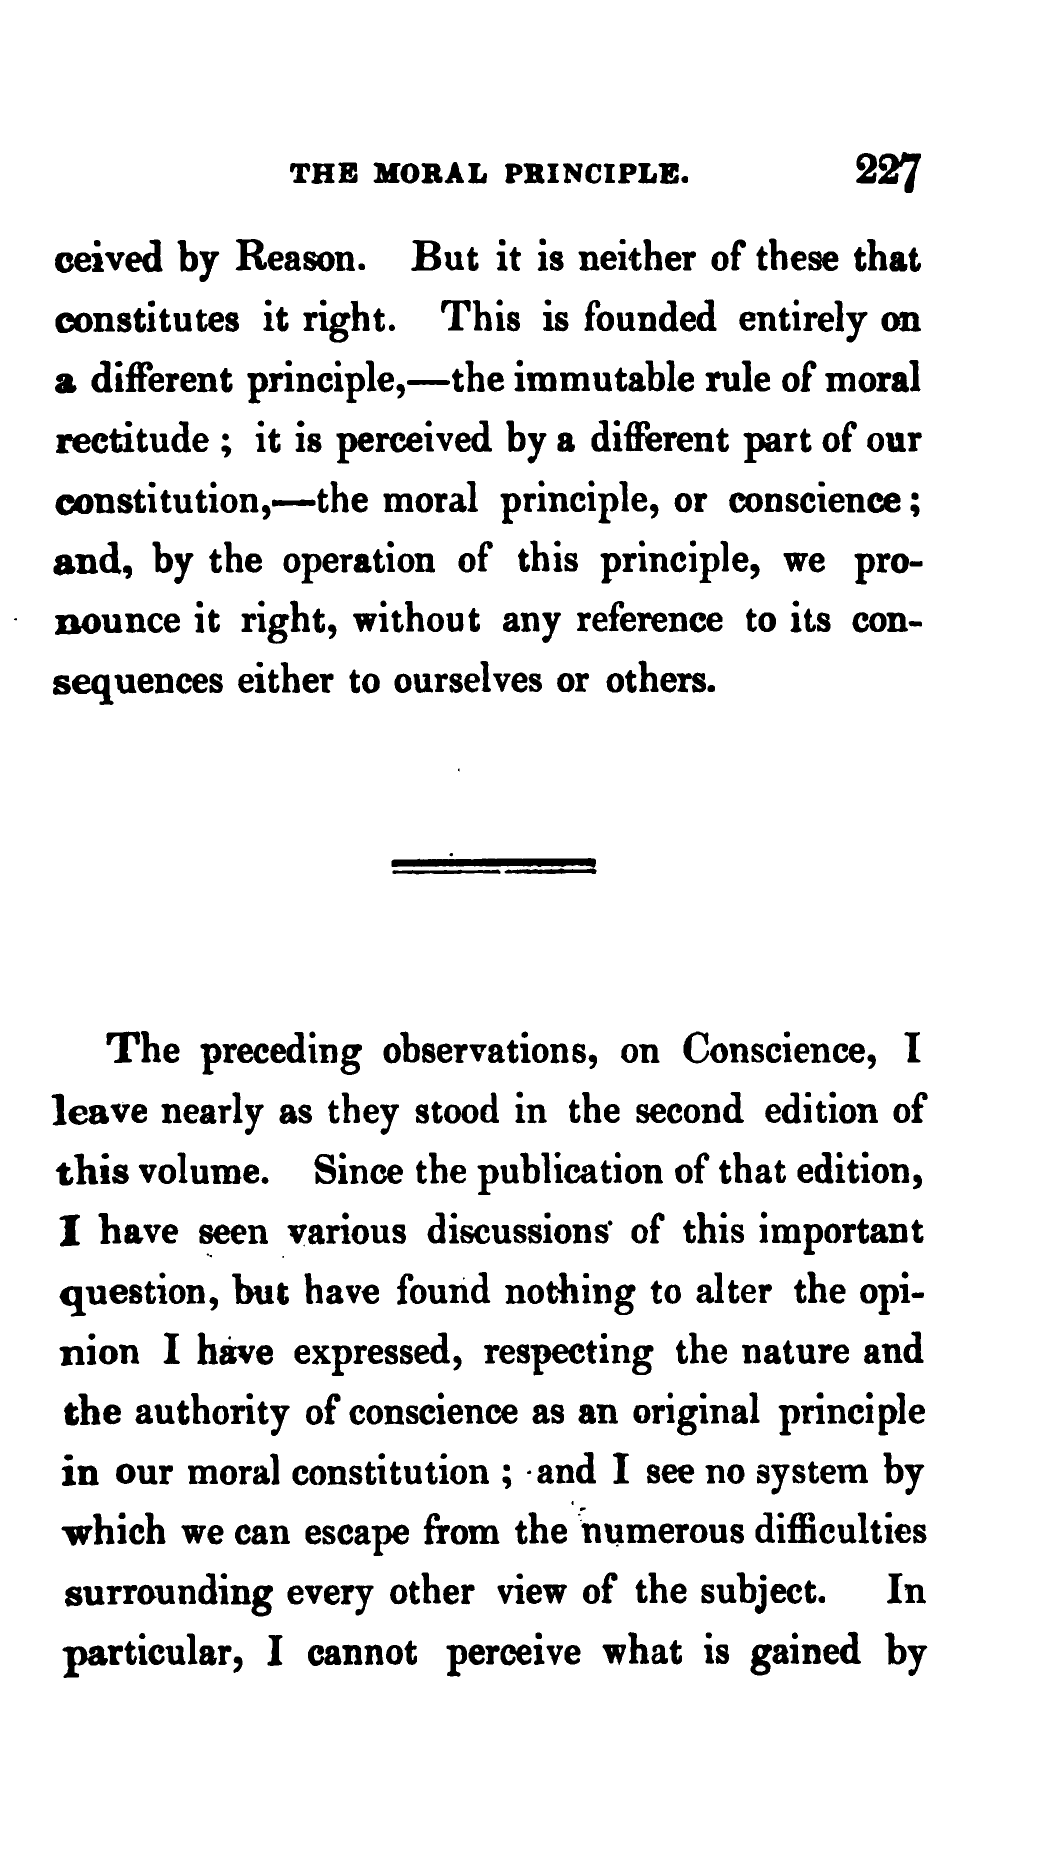 THE MORAL PRINCIPLE. 227
ceived by Reason. But it is neither of these that
constitutes it right. This is founded entirely on
a different principle,—the immutable rule of moral
rectitude ; it is perceived by a different part of our
constitution,—the moral principle, or conscience ;
and, by the operation of this principle, we pro-
nounce it right, without any reference to its con-
sequences either to ourselves or others.
The preceding observations, on Conscience, I
leave nearly as they stood in the second edition of
this volume. Since the publication of that edition,
I have seen various discussions of this important
question, but have found nothing to alter the opi-
nion I have expressed, respecting the nature and
the authority of conscience as an original principle
in our moral constitution ; and I see no system by
which we can escape from the numerous difficulties
surrounding every other view of the subject. In
particular, I cannot perceive what is gained by